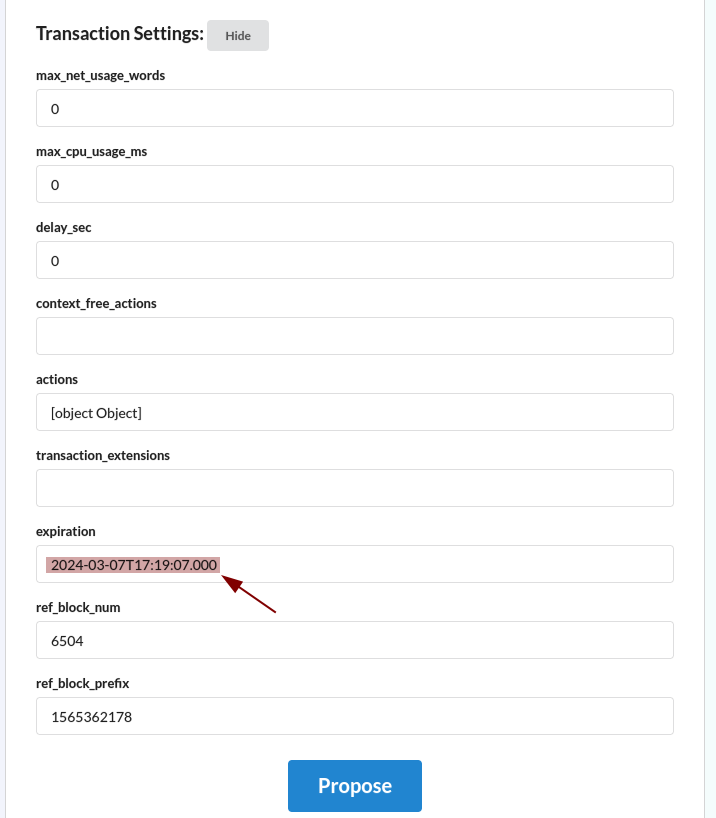 Transaction Settings: Hide
max_net_usage_words
0
max_cpu_usage_ms
0
delay_sec
0
context_free_actions
actions
[object Object]
transaction_extensions
expiration
2024-03-07T17:19:07.000
ref_block_num
6504
ref_block_prefix
1565362178
Propose